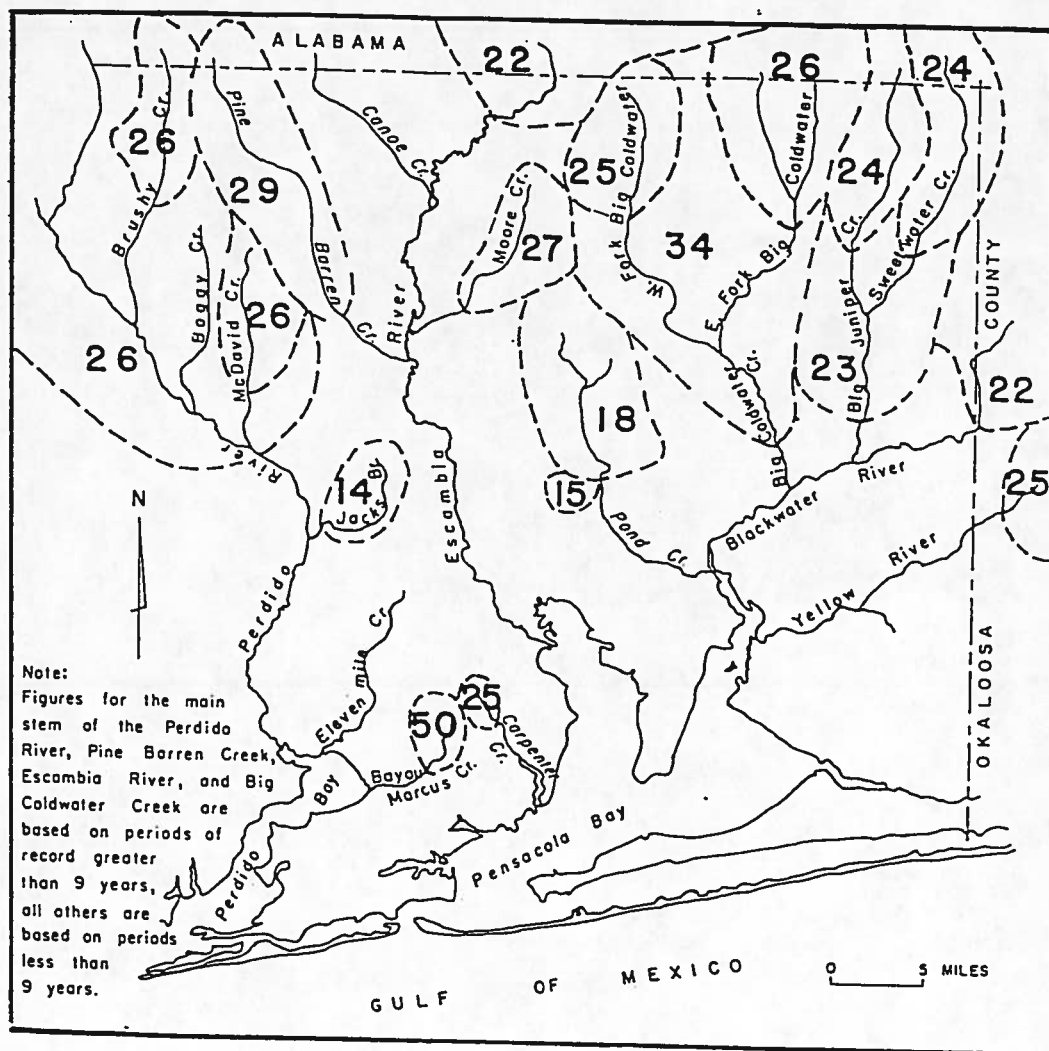 ALABAMA
22
26
24
26
Brushy Cr.
Pine Barren Cr.
29
Canoe Cr.
25
W. Fork Big Coldwater
E. Fork Big Coldwater
24
Moore Cr.
27
34
Sweetwater Cr.
Big Juniper Cr.
COUNTY
Boggy Cr.
McDavid Cr.
26
26
River
23
22
Big Coldwater Cr.
18
River
14
Jacks Br.
15
25
Escambia
Pond Cr.
Blackwater River
Yellow River
N
Perdido
Eleven mile Cr.
OKALOOSA
25
50
Carpenter Cr.
Bayou
Marcus Cr.
Perdido Bay
Pensacola Bay
Note:
Figures for the main
stem of the Perdido
River, Pine Barren Creek,
Escambia River, and Big
Coldwater Creek are
based on periods of
record greater
than 9 years,
all others are
based on periods
less than
9 years.
0 5 MILES
GULF OF MEXICO